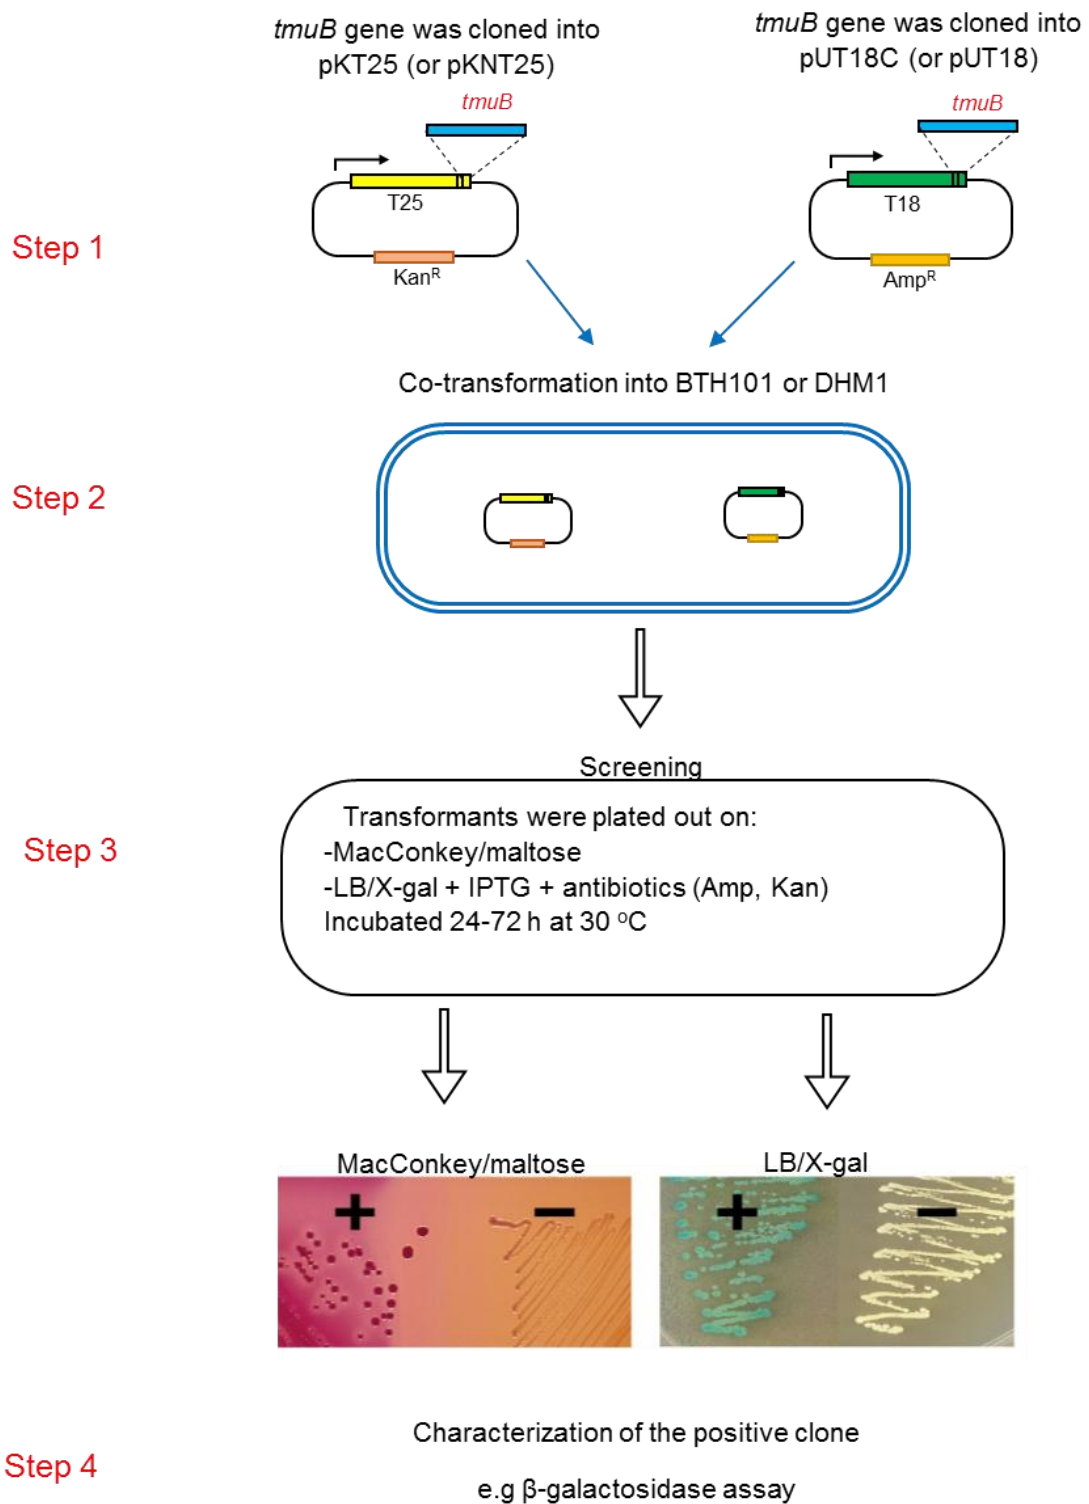 tmuB gene was cloned into
pKT25 (or pKNT25)
tmuB gene was cloned into
pUT18C (or pUT18)
tmuB
tmuB
T25
T18
Step 1
KanR
AmpR
Co-transformation into BTH101 or DHM1
Step 2
Screening
Step 3
Transformants were plated out on:
-MacConkey/maltose
-LB/X-gal + IPTG + antibiotics (Amp, Kan)
Incubated 24-72 h at 30 oC
MacConkey/maltose
LB/X-gal
+
−
+
−
Characterization of the positive clone
Step 4
e.g β-galactosidase assay